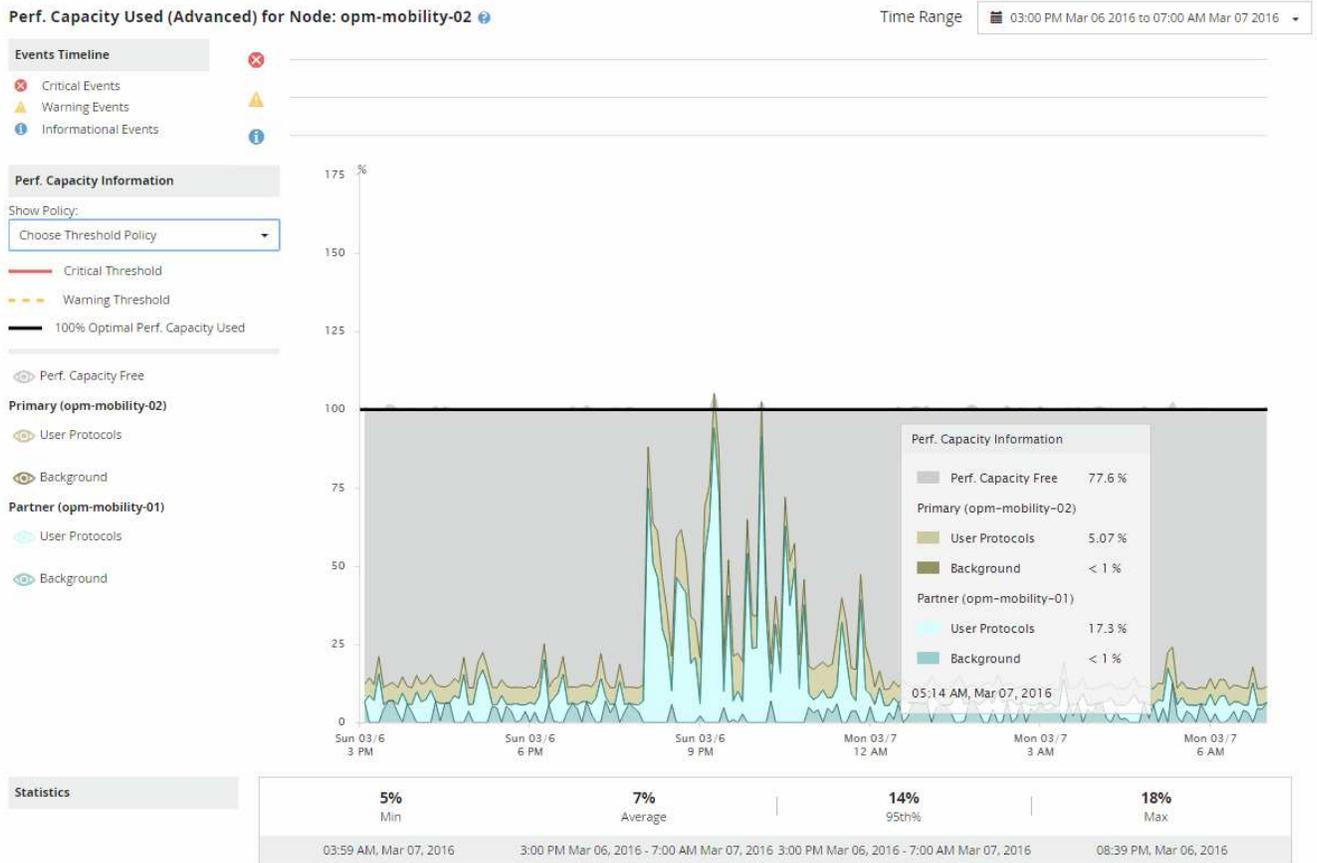 Perf. Capacity Used (Advanced) for Node: opm-mobility-02 ?
Time Range 03:00 PM Mar 06 2016 to 07:00 AM Mar 07 2016
Events Timeline
Critical Events
Warning Events
Informational Events
Perf. Capacity Information
Show Policy:
Choose Threshold Policy
Critical Threshold
Warning Threshold
100% Optimal Perf. Capacity Used
Perf. Capacity Free
Primary (opm-mobility-02)
User Protocols
Background
Partner (opm-mobility-01)
User Protocols
Background
%
175
150
125
100
75
50
25
0
Sun 03/6 3 PM
Sun 03/6 6 PM
Sun 03/6 9 PM
Mon 03/7 12 AM
Mon 03/7 3 AM
Mon 03/7 6 AM
Perf. Capacity Information
Perf. Capacity Free 77.6 %
Primary (opm-mobility-02)
User Protocols 5.07 %
Background < 1 %
Partner (opm-mobility-01)
User Protocols 17.3 %
Background < 1 %
05:14 AM, Mar 07, 2016
Statistics
5% 7% 14% 18%
Min Average 95th% Max
03:59 AM, Mar 07, 2016 3:00 PM Mar 06, 2016 - 7:00 AM Mar 07, 2016 3:00 PM Mar 06, 2016 - 7:00 AM Mar 07, 2016 08:39 PM, Mar 06, 2016